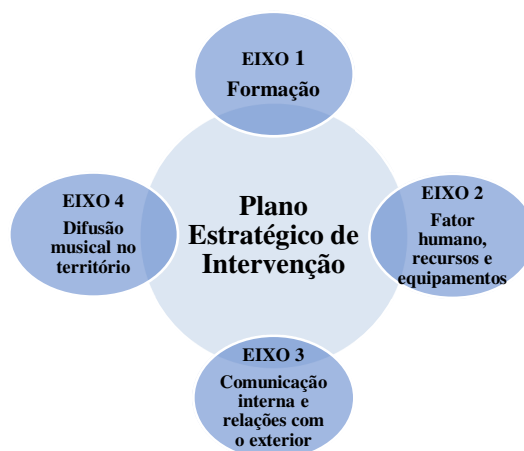 EIXO 1
Formação
EIXO 4
Difusão
musical no
território
Plano
Estratégico de
Intervenção
EIXO 2
Fator
humano,
recursos e
equipamentos
EIXO 3
Comunicação
interna e
relações com
o exterior